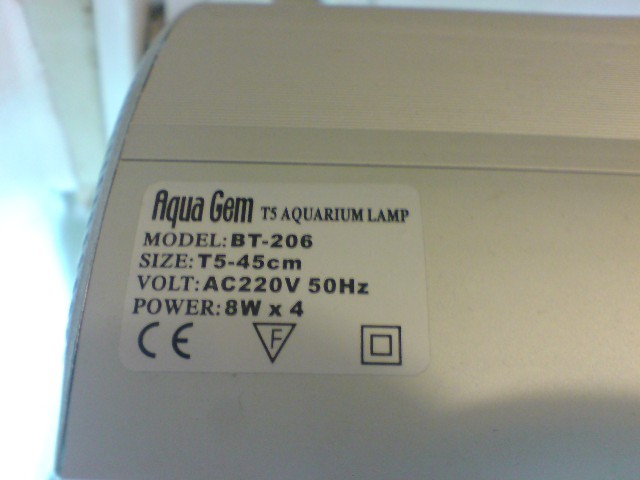 Aqua Gem T5 AQUARIUM LAMP
MODEL: BT-206
SIZE: T5-45cm
VOLT: AC220V 50Hz
POWER: 8W x 4
CE F